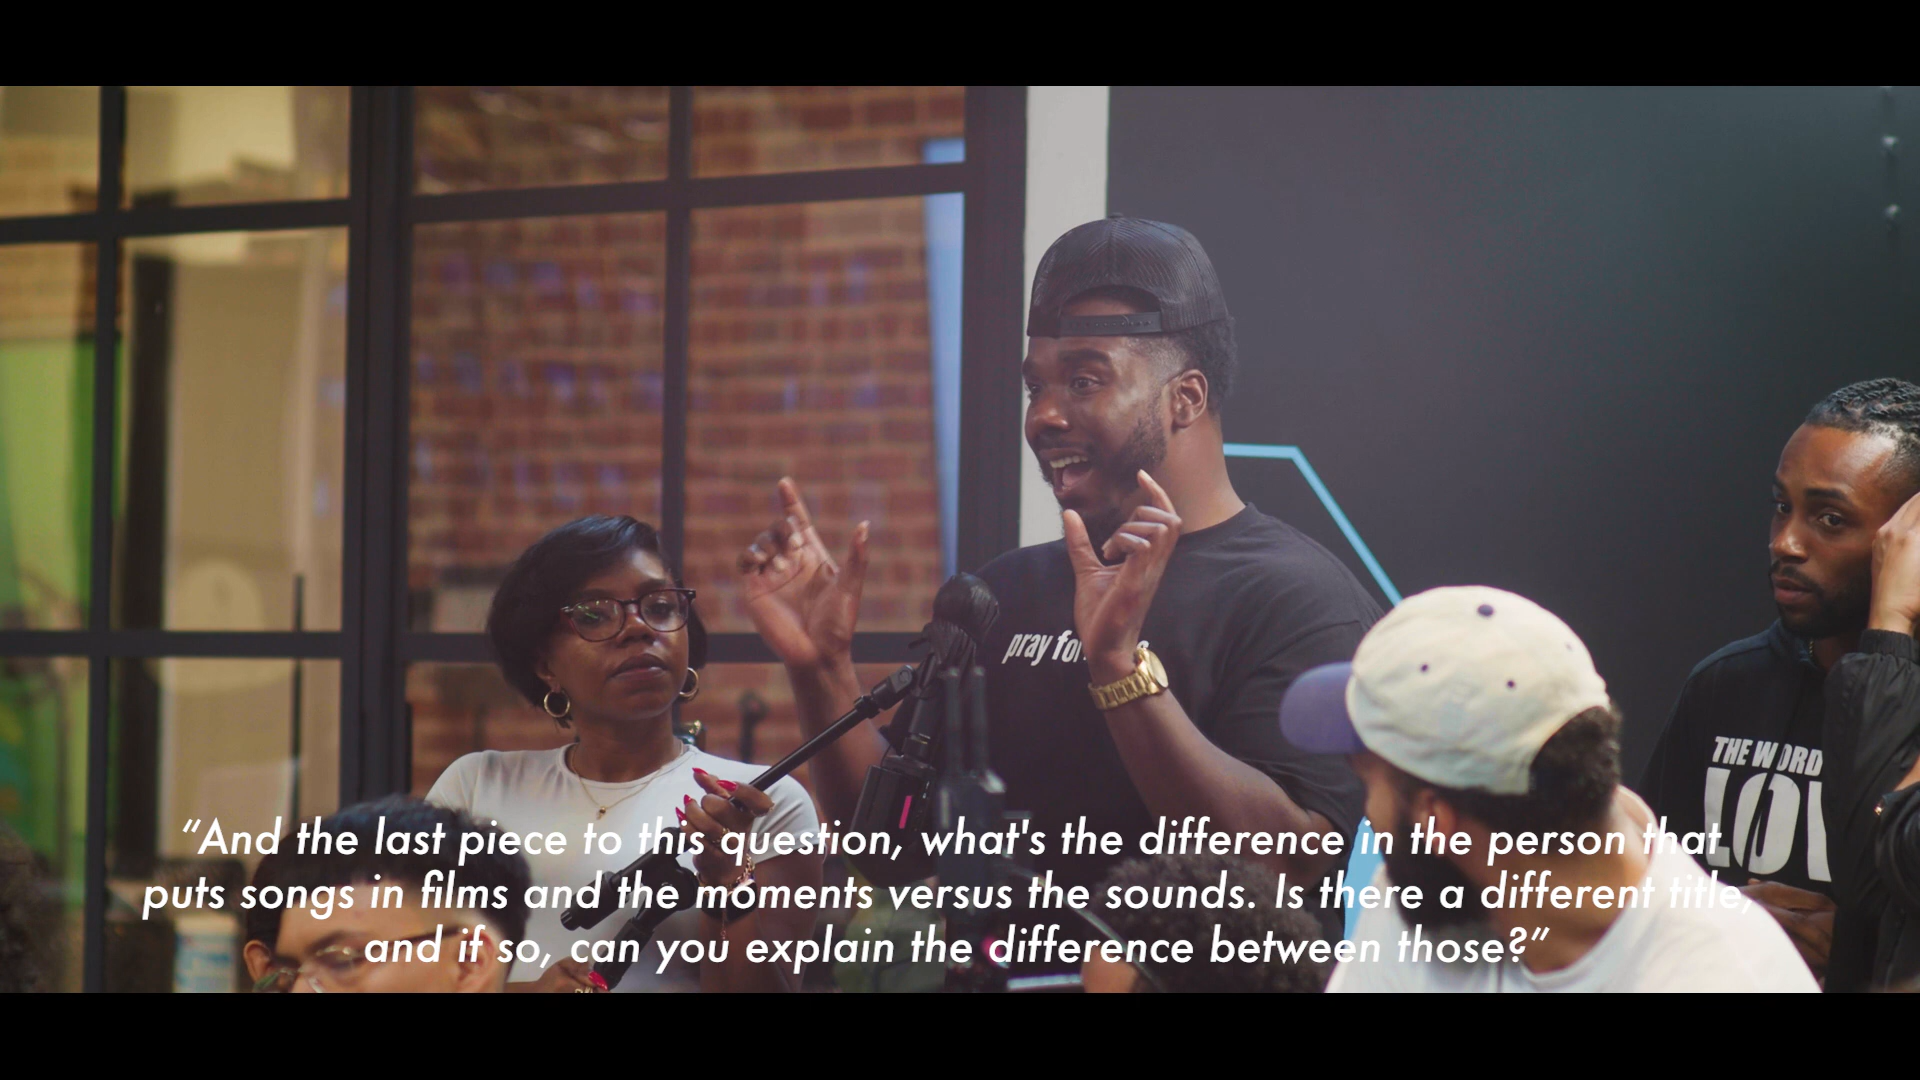 pray for
THE WORD
“And the last piece to this question, what's the difference in the person that
puts songs in films and the moments versus the sounds. Is there a different title,
and if so, can you explain the difference between those?”